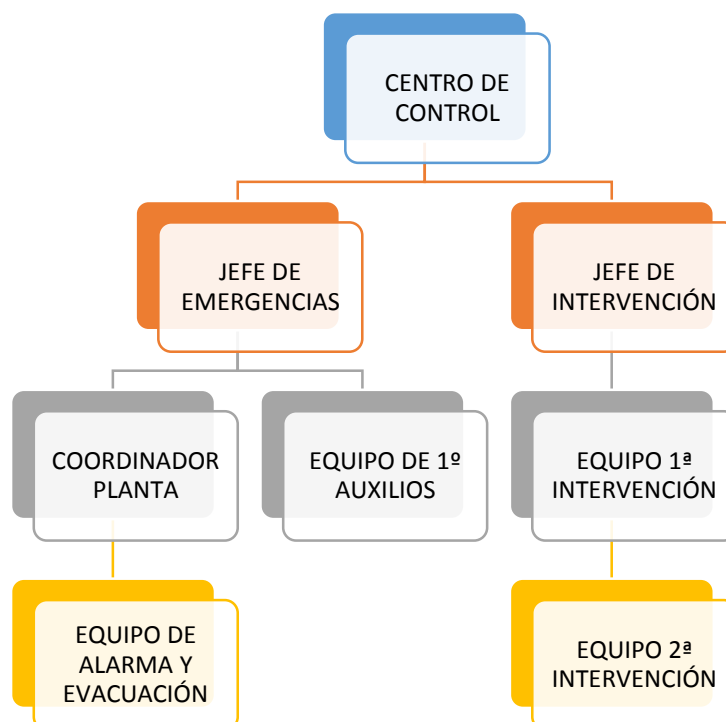 CENTRO DE
CONTROL
JEFE DE
EMERGENCIAS
JEFE DE
INTERVENCIÓN
COORDINADOR
PLANTA
EQUIPO DE 1º
AUXILIOS
EQUIPO 1ª
INTERVENCIÓN
EQUIPO DE
ALARMA Y
EVACUACIÓN
EQUIPO 2ª
INTERVENCIÓN